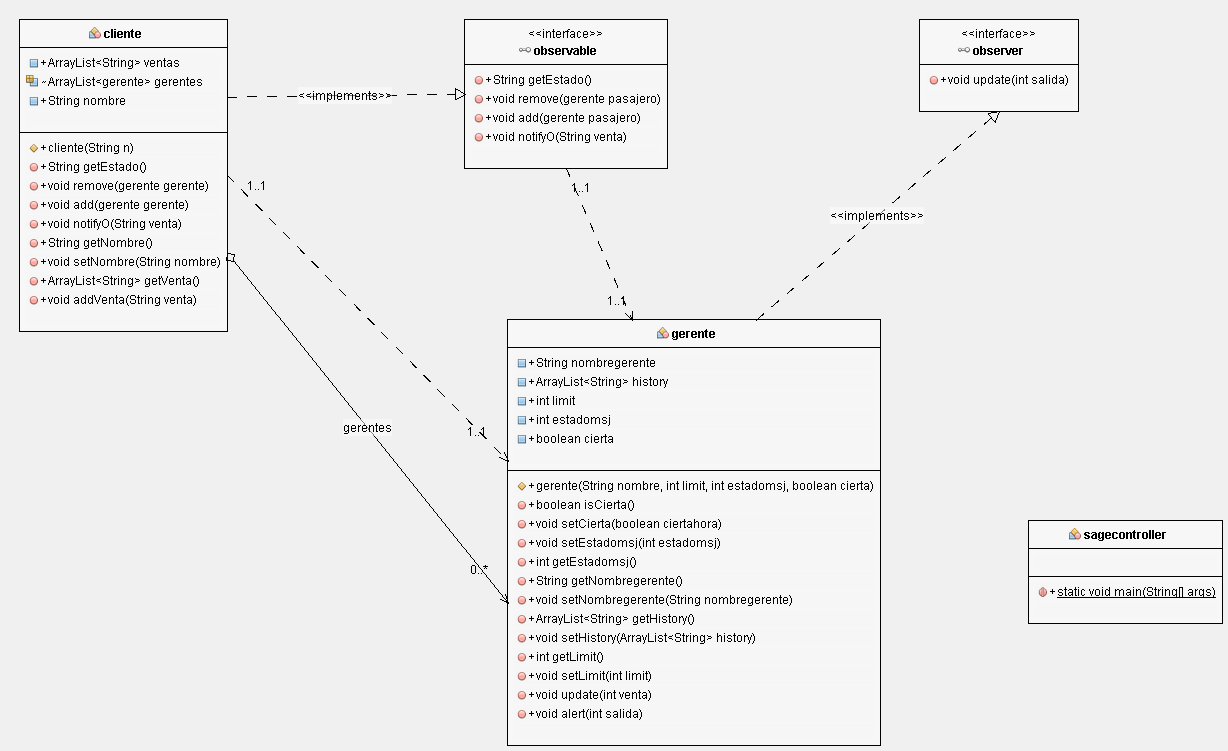 cliente
+ArrayList<String> ventas
~ArrayList<gerente> gerentes
+String nombre
+cliente(String n)
+String getEstado()
+void remove(gerente gerente)
+void add(gerente gerente)
+void notifyO(String venta)
+String getNombre()
+void setNombre(String nombre)
+ArrayList<String> getVenta()
+void addVenta(String venta)
<<implements>>
<<interface>>
observable
+String getEstado()
+void remove(gerente pasajero)
+void add(gerente pasajero)
+void notifyO(String venta)
<<interface>>
observer
+void update(int salida)
1..1
1..1
<<implements>>
1..1
1..1
gerentes
0..*
gerente
+String nombregerente
+ArrayList<String> history
+int limit
+int estadomsj
+boolean cierta
+gerente(String nombre, int limit, int estadomsj, boolean cierta)
+boolean isCierta()
+void setCierta(boolean ciertahora)
+void setEstadomsj(int estadomsj)
+int getEstadomsj()
+String getNombregerente()
+void setNombregerente(String nombregerente)
+ArrayList<String> getHistory()
+void setHistory(ArrayList<String> history)
+int getLimit()
+void setLimit(int limit)
+void update(int venta)
+void alert(int salida)
sagecontroller
+static void main(String[] args)